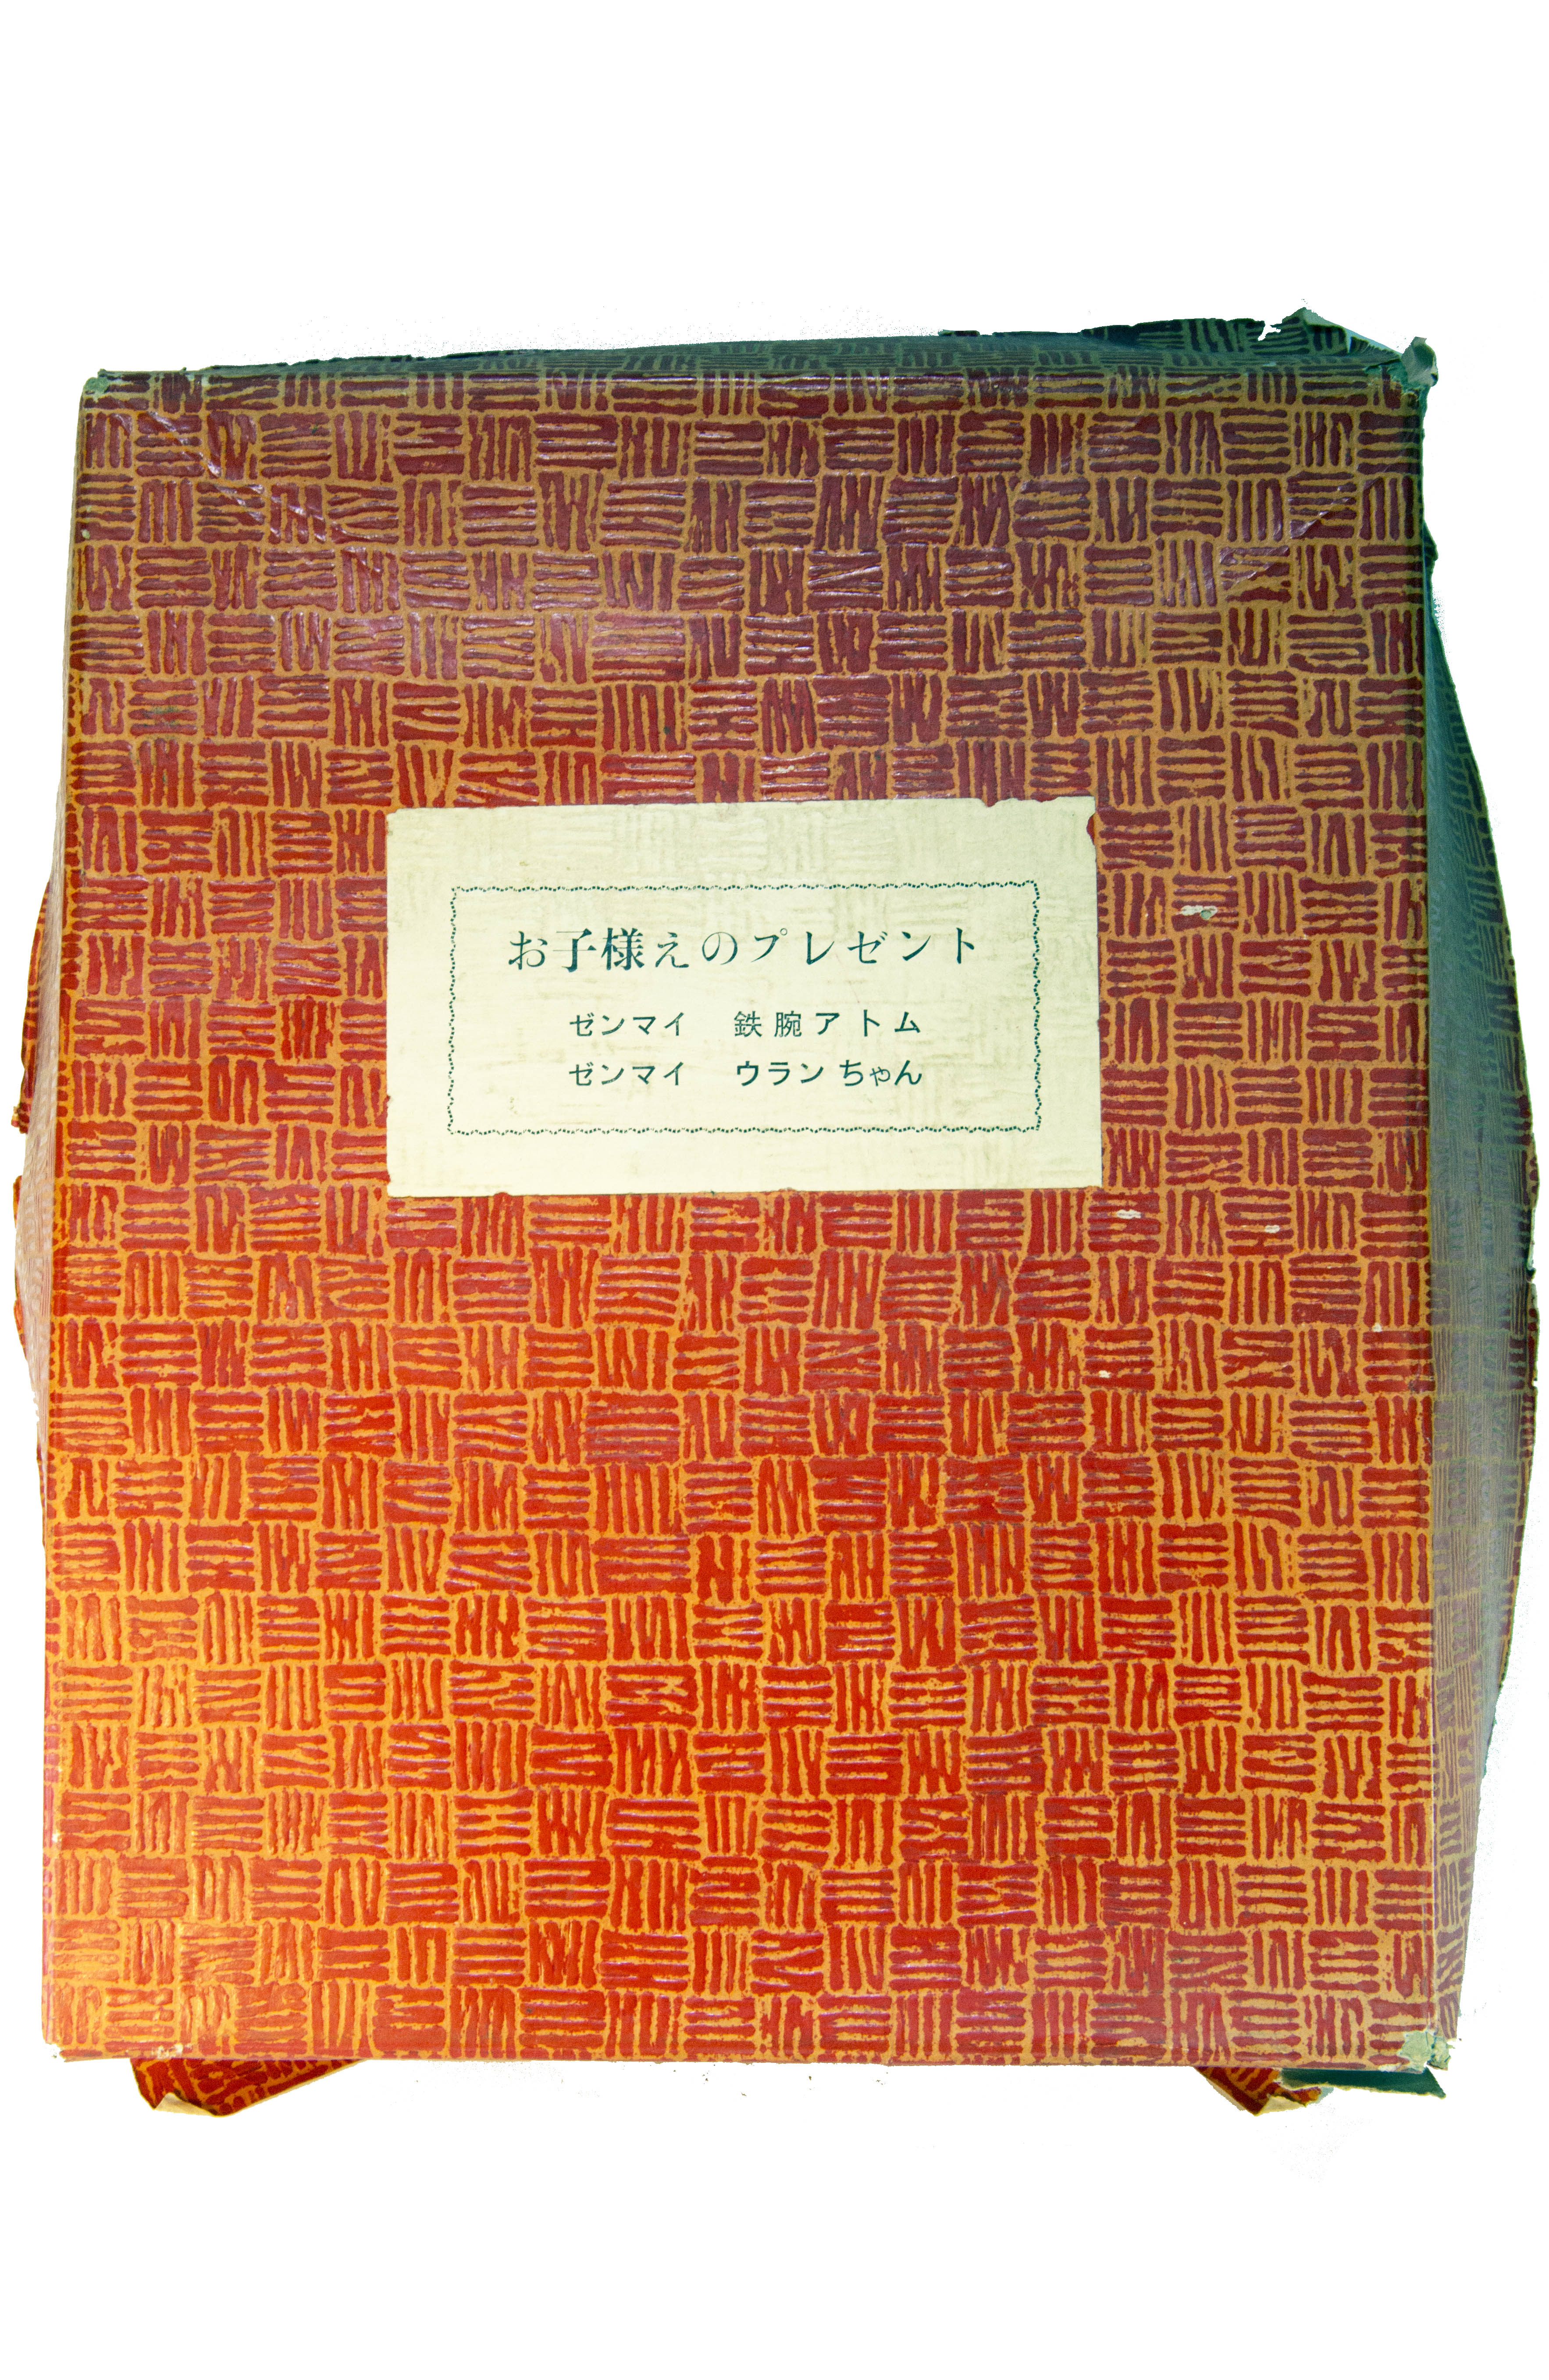 お子様えのプレゼント
ゼンマイ　鉄腕アトム
ゼンマイ　ウランちゃん